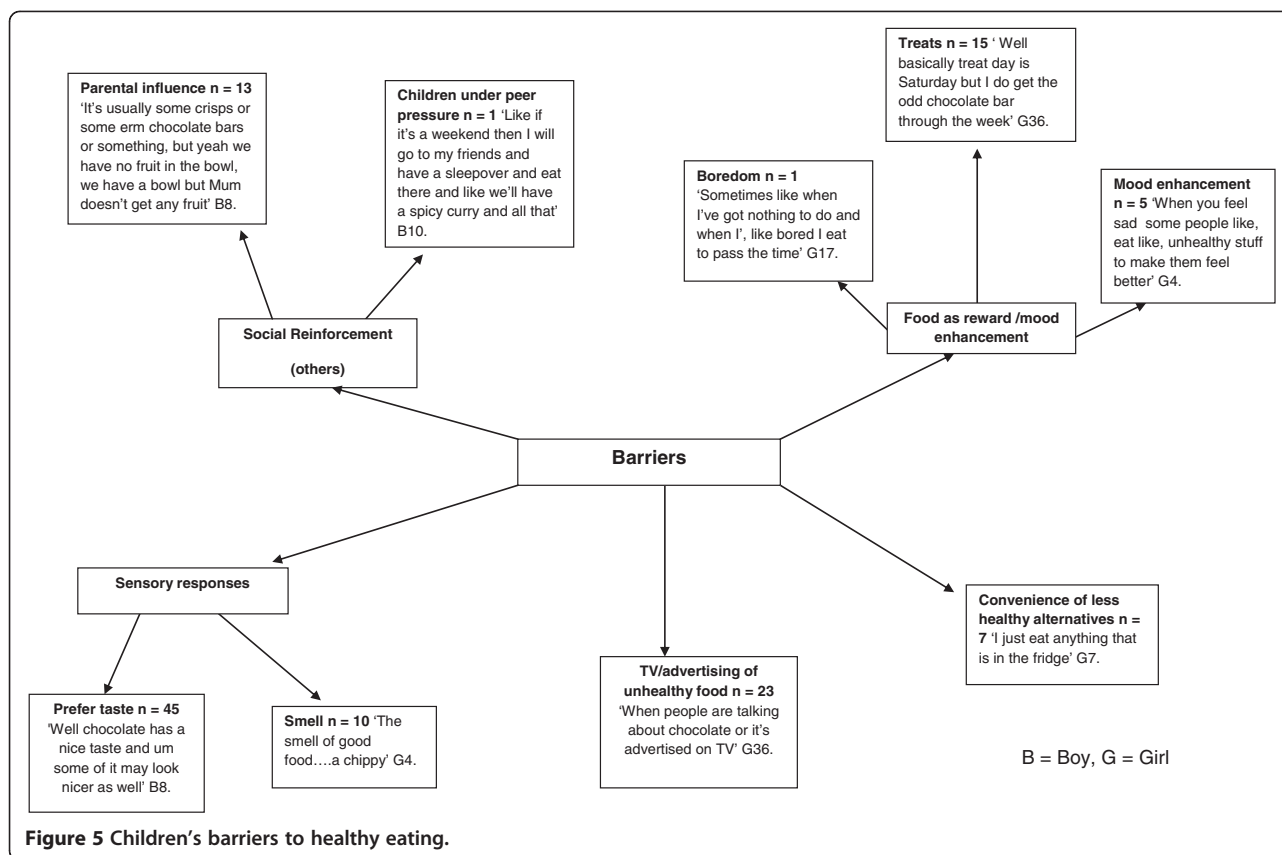 Parental influence n = 13
'It's usually some crisps or
some erm chocolate bars
or something, but yeah we
have no fruit in the bowl,
we have a bowl but Mum
doesn't get any fruit' B8.
Children under peer
pressure n = 1 'Like if
it's a weekend then I will
go to my friends and
have a sleepover and eat
there and like we'll have
a spicy curry and all that'
B10.
Treats n = 15 ' Well
basically treat day is
Saturday but I do get the
odd chocolate bar
through the week' G36.
Boredom n = 1
'Sometimes like when
I've got nothing to do and
when I', like bored I eat
to pass the time' G17.
Mood enhancement
n = 5 'When you feel
sad some people like,
eat like, unhealthy stuff
to make them feel
better' G4.
Social Reinforcement
(others)
Food as reward /mood
enhancement
Barriers
Sensory responses
Convenience of less
healthy alternatives n =
7 'I just eat anything that
is in the fridge' G7.
Prefer taste n = 45
'Well chocolate has a
nice taste and um
some of it may look
nicer as well' B8.
Smell n = 10 'The
smell of good
food....a chippy' G4.
TV/advertising of
unhealthy food n = 23
'When people are talking
about chocolate or it's
advertised on TV' G36.
B = Boy, G = Girl
Figure 5 Children's barriers to healthy eating.